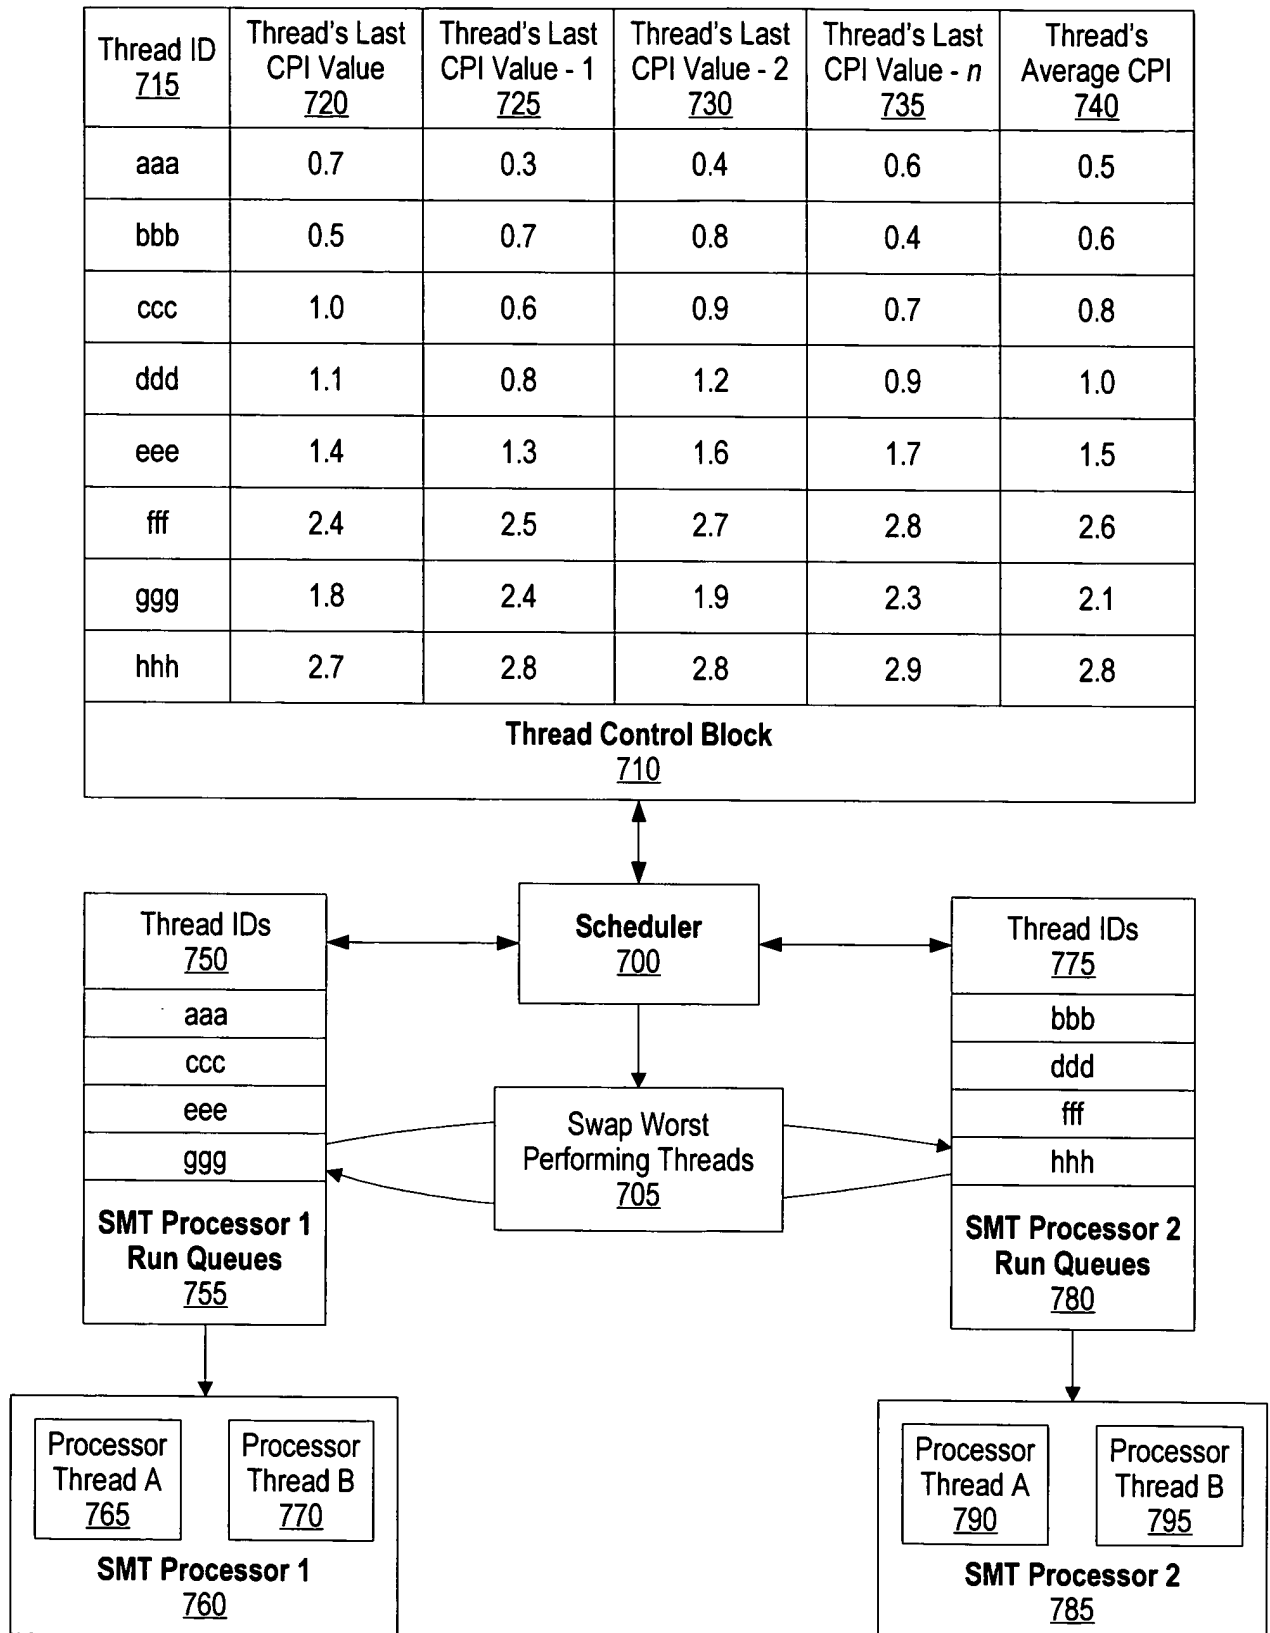 Thread ID
715
Thread's Last
CPI Value
720
Thread's Last
CPI Value - 1
725
Thread's Last
CPI Value - 2
730
Thread's Last
CPI Value - n
735
Thread's
Average CPI
740
aaa 0.7 0.3 0.4 0.6 0.5
bbb 0.5 0.7 0.8 0.4 0.6
ccc 1.0 0.6 0.9 0.7 0.8
ddd 1.1 0.8 1.2 0.9 1.0
eee 1.4 1.3 1.6 1.7 1.5
fff 2.4 2.5 2.7 2.8 2.6
ggg 1.8 2.4 1.9 2.3 2.1
hhh 2.7 2.8 2.8 2.9 2.8
Thread Control Block
710
Scheduler
700
Thread IDs
750
aaa
ccc
eee
ggg
SMT Processor 1
Run Queues
755
Swap Worst
Performing Threads
705
Thread IDs
775
bbb
ddd
fff
hhh
SMT Processor 2
Run Queues
780
Processor
Thread A
765
Processor
Thread B
770
SMT Processor 1
760
Processor
Thread A
790
Processor
Thread B
795
SMT Processor 2
785